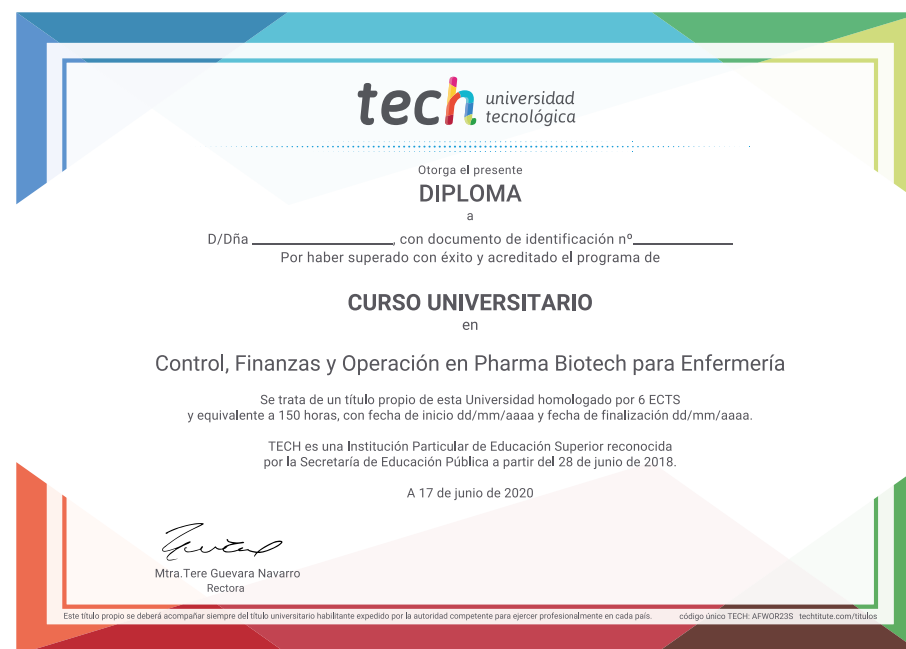 tech universidad
tecnológica
Otorga el presente
DIPLOMA
a
D/Dña ____________________, con documento de identificación nº______________
Por haber superado con éxito y acreditado el programa de
CURSO UNIVERSITARIO
en
Control, Finanzas y Operación en Pharma Biotech para Enfermería
Se trata de un título propio de esta Universidad homologado por 6 ECTS
y equivalente a 150 horas, con fecha de inicio dd/mm/aaaa y fecha de finalización dd/mm/aaaa.
TECH es una Institución Particular de Educación Superior reconocida
por la Secretaría de Educación Pública a partir del 28 de junio de 2018.
A 17 de junio de 2020
Mtra.Tere Guevara Navarro
Rectora
Este título propio se deberá acompañar siempre del título universitario habilitante expedido por la autoridad competente para ejercer profesionalmente en cada país. código único TECH: AFWOR23S techtitute.com/titulos